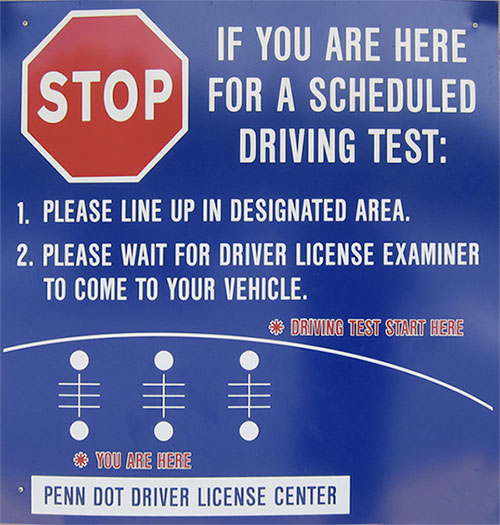 STOP
IF YOU ARE HERE
FOR A SCHEDULED
DRIVING TEST:
1. PLEASE LINE UP IN DESIGNATED AREA.
2. PLEASE WAIT FOR DRIVER LICENSE EXAMINER
TO COME TO YOUR VEHICLE.
* DRIVING TEST START HERE
* YOU ARE HERE
PENN DOT DRIVER LICENSE CENTER